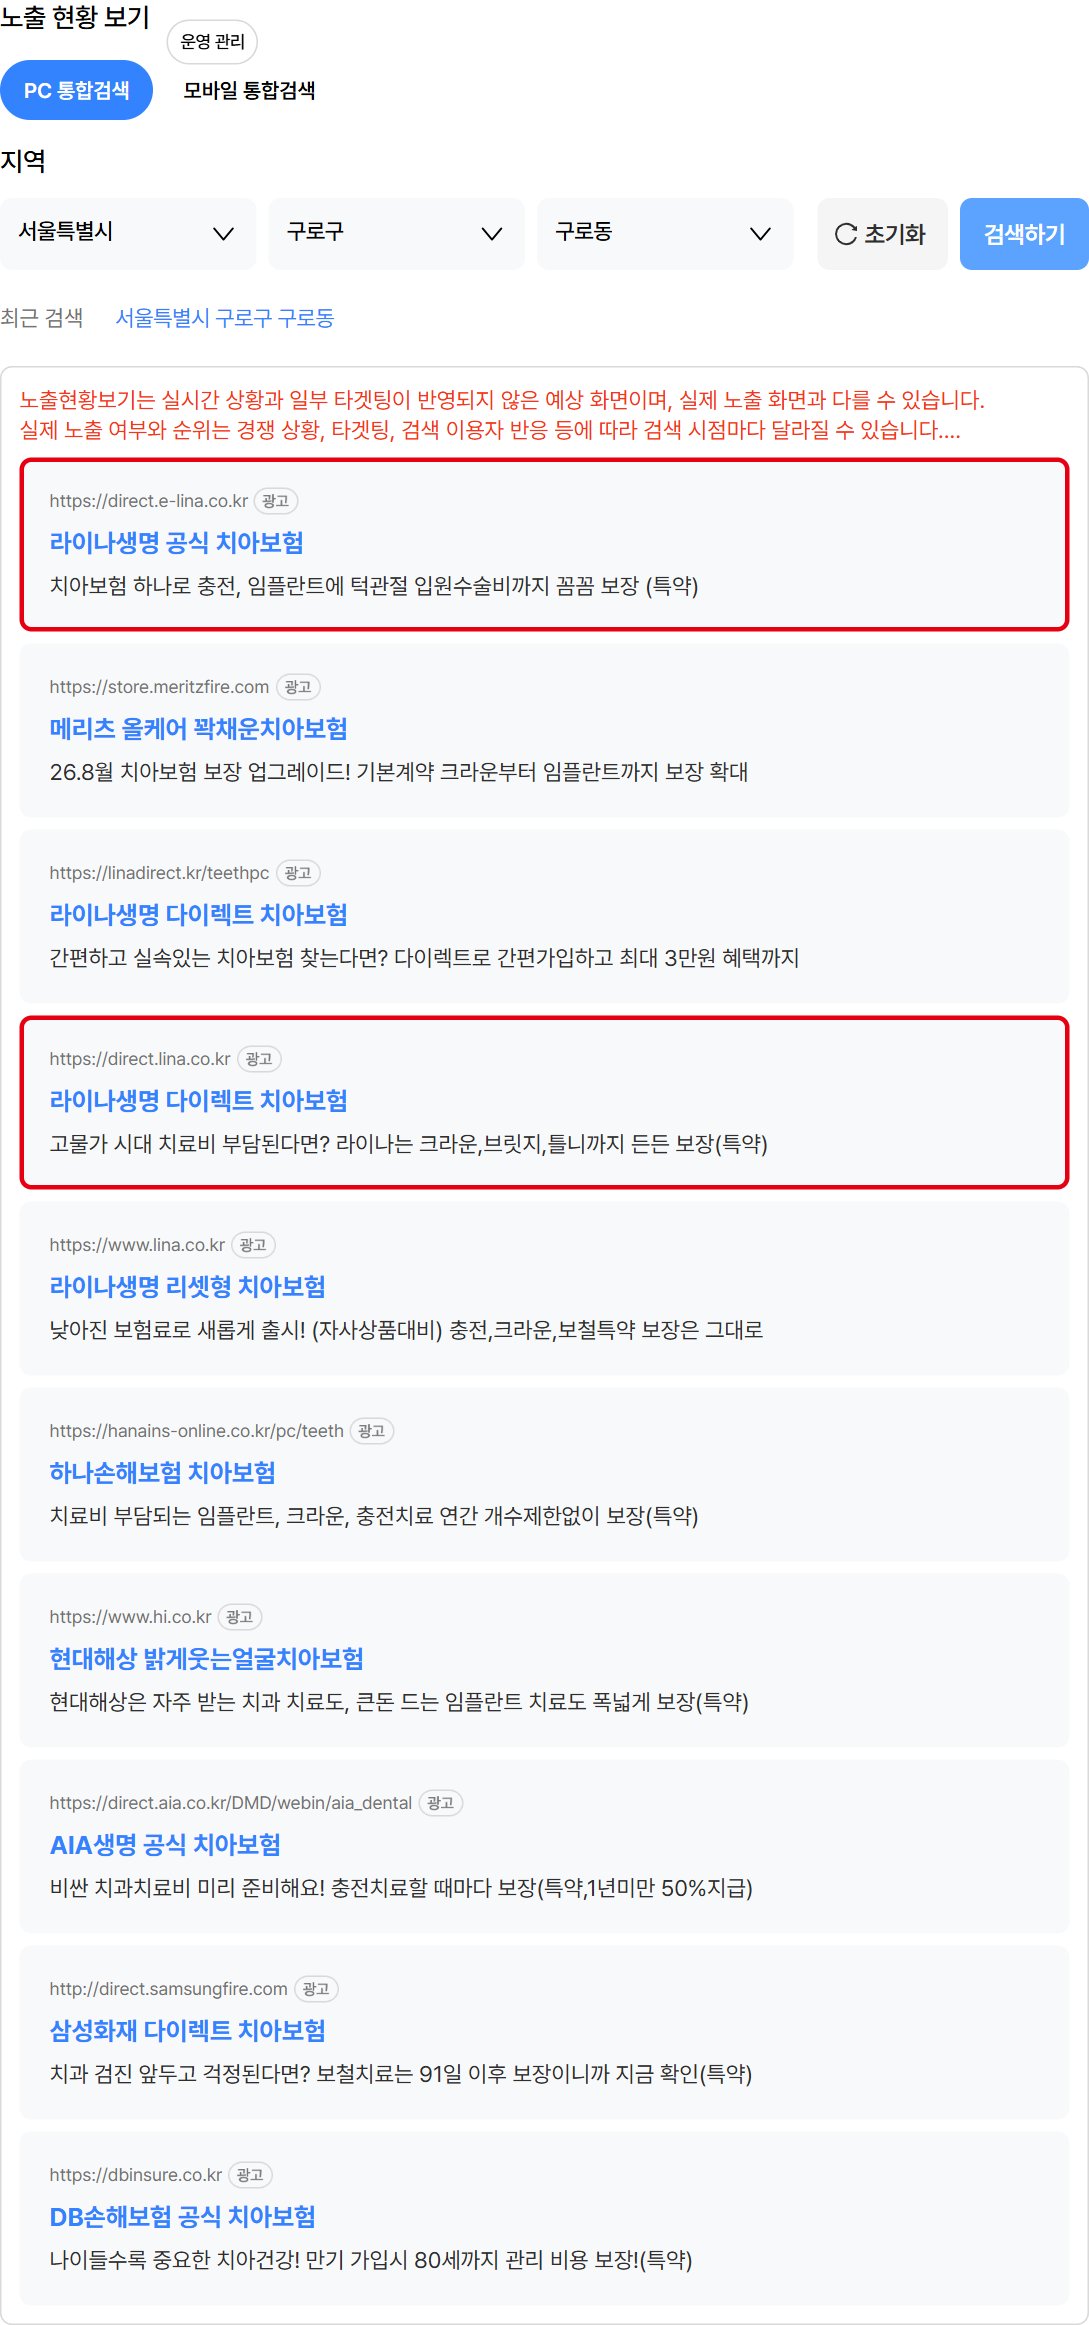 노출 현황 보기
운영 관리
PC 통합검색
모바일 통합검색
지역
서울특별시
구로구
구로동
초기화
검색하기
최근 검색
서울특별시 구로구 구로동
노출현황보기는 실시간 상황과 일부 타겟팅이 반영되지 않은 예상 화면이며, 실제 노출 화면과 다를 수 있습니다.
실제 노출 여부와 순위는 경쟁 상황, 타겟팅, 검색 이용자 반응 등에 따라 검색 시점마다 달라질 수 있습니다....
https://direct.e-lina.co.kr 광고
라이나생명 공식 치아보험
치아보험 하나로 충전, 임플란트에 턱관절 입원수술비까지 꼼꼼 보장 (특약)
https://store.meritzfire.com 광고
메리츠 올케어 꽉채운치아보험
26.8월 치아보험 보장 업그레이드! 기본계약 크라운부터 임플란트까지 보장 확대
https://linadirect.kr/teethpc 광고
라이나생명 다이렉트 치아보험
간편하고 실속있는 치아보험 찾는다면? 다이렉트로 간편가입하고 최대 3만원 혜택까지
https://direct.lina.co.kr 광고
라이나생명 다이렉트 치아보험
고물가 시대 치료비 부담된다면? 라이나는 크라운,브릿지,틀니까지 든든 보장(특약)
https://www.lina.co.kr 광고
라이나생명 리셋형 치아보험
낮아진 보험료로 새롭게 출시! (자사상품대비) 충전,크라운,보철특약 보장은 그대로
https://hanains-online.co.kr/pc/teeth 광고
하나손해보험 치아보험
치료비 부담되는 임플란트, 크라운, 충전치료 연간 개수제한없이 보장(특약)
https://www.hi.co.kr 광고
현대해상 밝게웃는얼굴치아보험
현대해상은 자주 받는 치과 치료도, 큰돈 드는 임플란트 치료도 폭넓게 보장(특약)
https://direct.aia.co.kr/DMD/webin/aia_dental 광고
AIA생명 공식 치아보험
비싼 치과치료비 미리 준비해요! 충전치료할 때마다 보장(특약,1년미만 50%지급)
http://direct.samsungfire.com 광고
삼성화재 다이렉트 치아보험
치과 검진 앞두고 걱정된다면? 보철치료는 91일 이후 보장이니까 지금 확인(특약)
https://dbinsure.co.kr 광고
DB손해보험 공식 치아보험
나이들수록 중요한 치아건강! 만기 가입시 80세까지 관리 비용 보장!(특약)